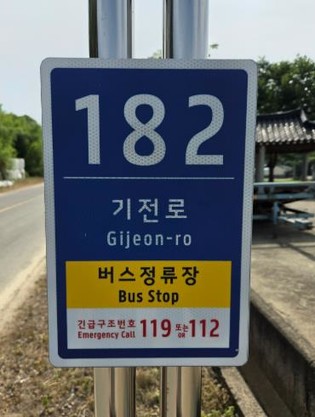 182
기전로
Gijeon-ro
버스정류장
Bus Stop
긴급구조번호 119 또는 112
Emergency Call OR